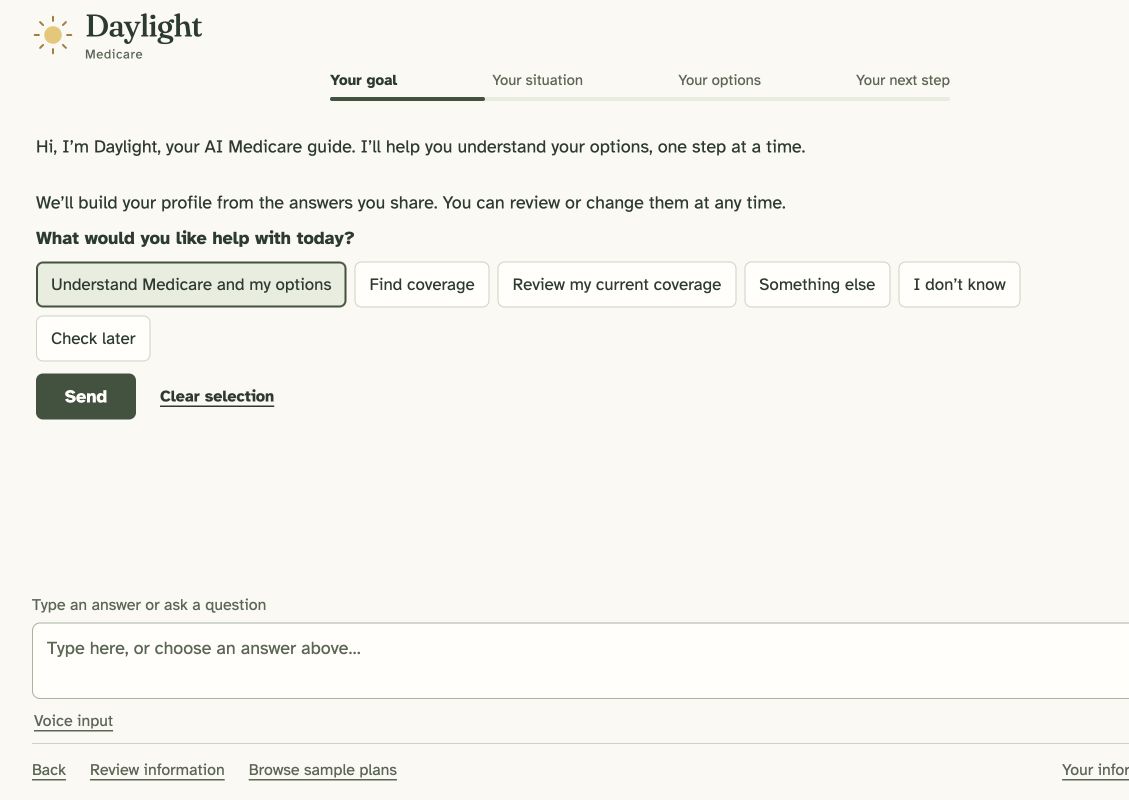 Daylight
Medicare
Your goal Your situation Your options Your next step
Hi, I’m Daylight, your AI Medicare guide. I’ll help you understand your options, one step at a time.
We’ll build your profile from the answers you share. You can review or change them at any time.
What would you like help with today?
Understand Medicare and my options Find coverage Review my current coverage Something else I don’t know
Check later
Send Clear selection
Type an answer or ask a question
Type here, or choose an answer above...
Voice input
Back Review information Browse sample plans Your